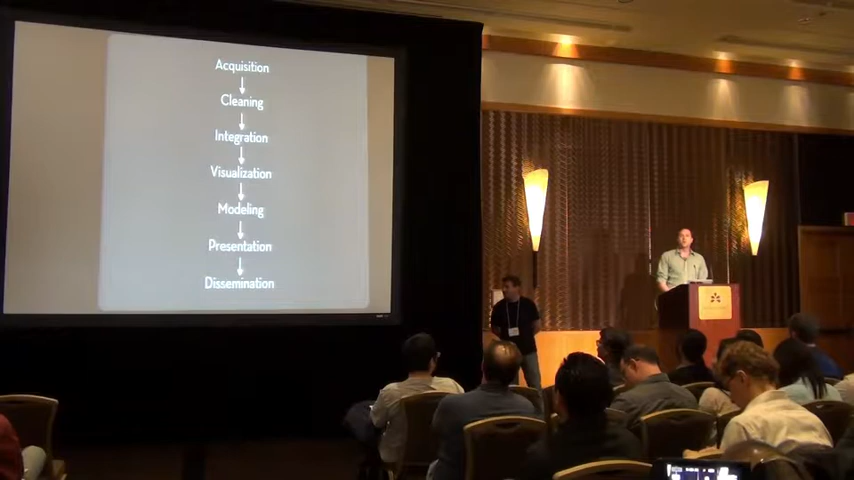 Acquisition
Cleaning
Integration
Visualization
Modeling
Presentation
Dissemination